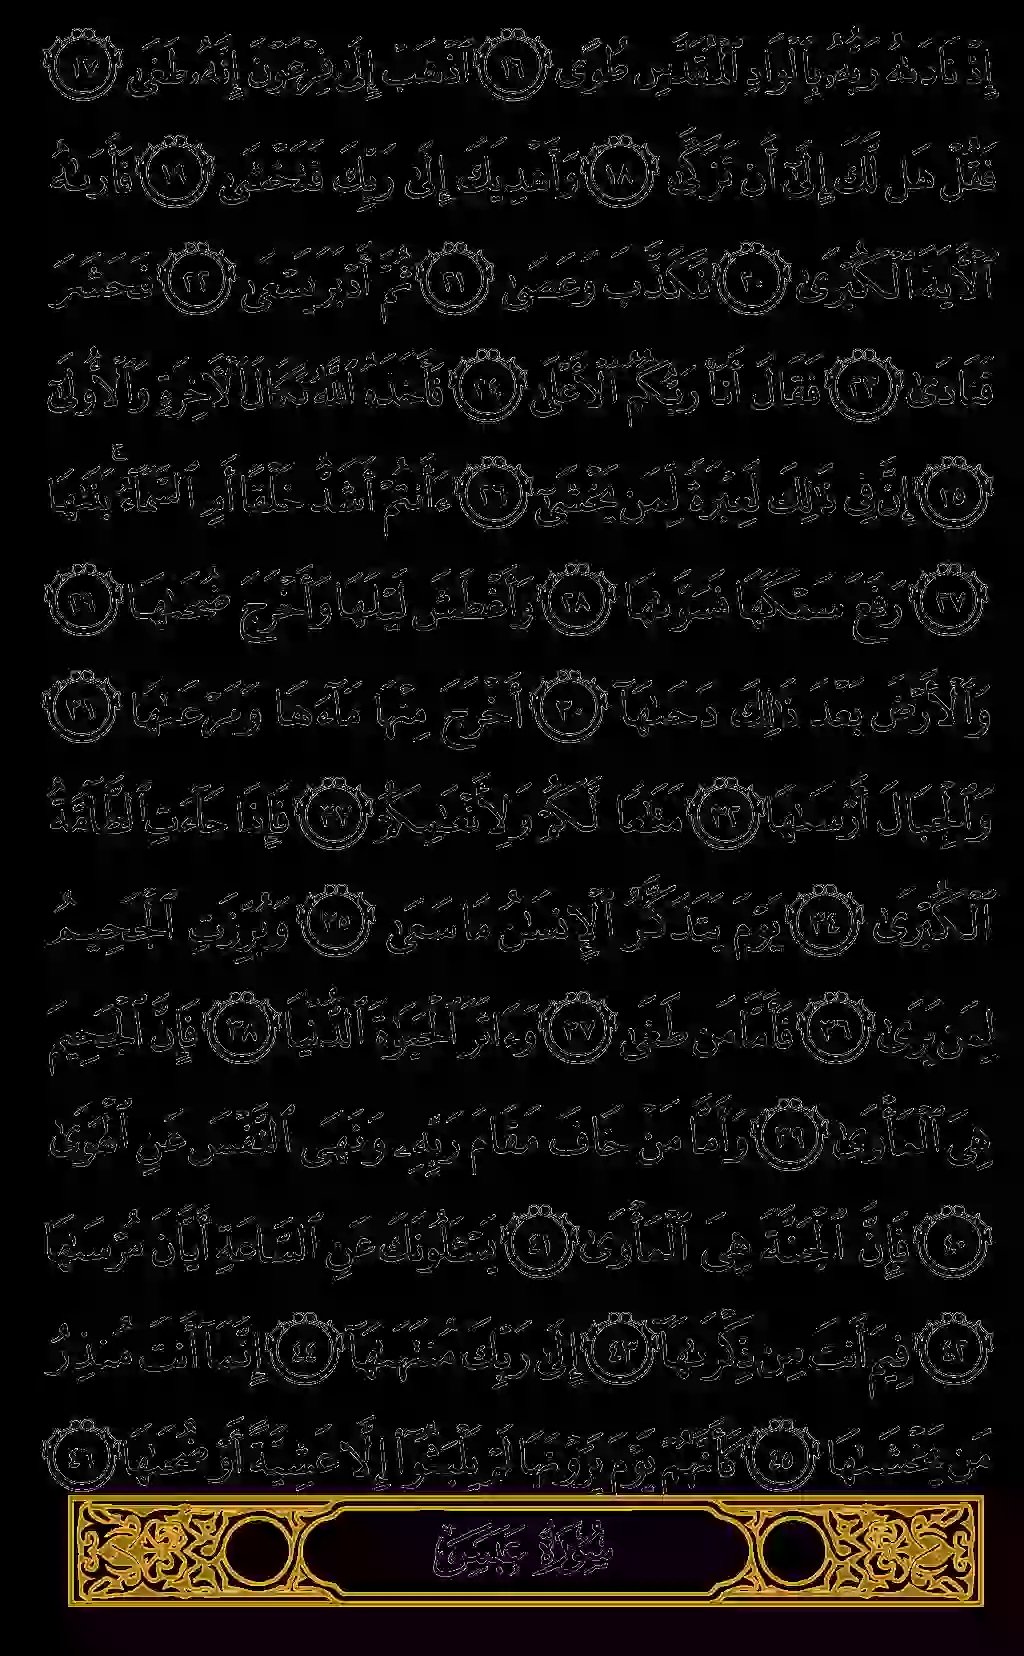 إِذْ نَادَىٰهُ رَبُّهُۥ بِٱلْوَادِ ٱلْمُقَدَّسِ طُوًى ١٦ ٱذْهَبْ إِلَىٰ فِرْعَوْنَ إِنَّهُۥ طَغَىٰ ١٧
فَقُلْ هَل لَّكَ إِلَىٰٓ أَن تَزَكَّىٰ ١٨ وَأَهْدِيَكَ إِلَىٰ رَبِّكَ فَتَخْشَىٰ ١٩ فَأَرَىٰهُ
ٱلْءَايَةَ ٱلْكُبْرَىٰ ٢٠ فَكَذَّبَ وَعَصَىٰ ٢١ ثُمَّ أَدْبَرَ يَسْعَىٰ ٢٢ فَحَشَرَ
فَنَادَىٰ ٢٣ فَقَالَ أَنَا۠ رَبُّكُمُ ٱلْأَعْلَىٰ ٢٤ فَأَخَذَهُ ٱللَّهُ نَكَالَ ٱلْءَاخِرَةِ وَٱلْأُولَىٰٓ
٢٥ إِنَّ فِى ذَٰلِكَ لَعِبْرَةً لِّمَن يَخْشَىٰٓ ٢٦ ءَأَنتُمْ أَشَدُّ خَلْقًا أَمِ ٱلسَّمَآءُ ۚ بَنَىٰهَا
٢٧ رَفَعَ سَمْكَهَا فَسَوَّىٰهَا ٢٨ وَأَغْطَشَ لَيْلَهَا وَأَخْرَجَ ضُحَىٰهَا ٢٩
وَٱلْأَرْضَ بَعْدَ ذَٰلِكَ دَحَىٰهَآ ٣٠ أَخْرَجَ مِنْهَا مَآءَهَا وَمَرْعَىٰهَا ٣١
وَٱلْجِبَالَ أَرْسَىٰهَا ٣٢ مَتَٰعًا لَّكُمْ وَلِأَنْعَٰمِكُمْ ٣٣ فَإِذَا جَآءَتِ ٱلطَّآمَّةُ
ٱلْكُبْرَىٰ ٣٤ يَوْمَ يَتَذَكَّرُ ٱلْإِنسَٰنُ مَا سَعَىٰ ٣٥ وَبُرِّزَتِ ٱلْجَحِيمُ
لِمَن يَرَىٰ ٣٦ فَأَمَّا مَن طَغَىٰ ٣٧ وَءَاثَرَ ٱلْحَيَوٰةَ ٱلدُّنْيَا ٣٨ فَإِنَّ ٱلْجَحِيمَ
هِىَ ٱلْمَأْوَىٰ ٣٩ وَأَمَّا مَنْ خَافَ مَقَامَ رَبِّهِۦ وَنَهَى ٱلنَّفْسَ عَنِ ٱلْهَوَىٰ
٤٠ فَإِنَّ ٱلْجَنَّةَ هِىَ ٱلْمَأْوَىٰ ٤١ يَسْـَٔلُونَكَ عَنِ ٱلسَّاعَةِ أَيَّانَ مُرْسَىٰهَا
٤٢ فِيمَ أَنتَ مِن ذِكْرَىٰهَآ ٤٣ إِلَىٰ رَبِّكَ مُنتَهَىٰهَآ ٤٤ إِنَّمَآ أَنتَ مُنذِرُ
مَن يَخْشَىٰهَا ٤٥ كَأَنَّهُمْ يَوْمَ يَرَوْنَهَا لَمْ يَلْبَثُوٓا۟ إِلَّا عَشِيَّةً أَوْ ضُحَىٰهَا ٤٦
سُورَةُ عَبَسَ